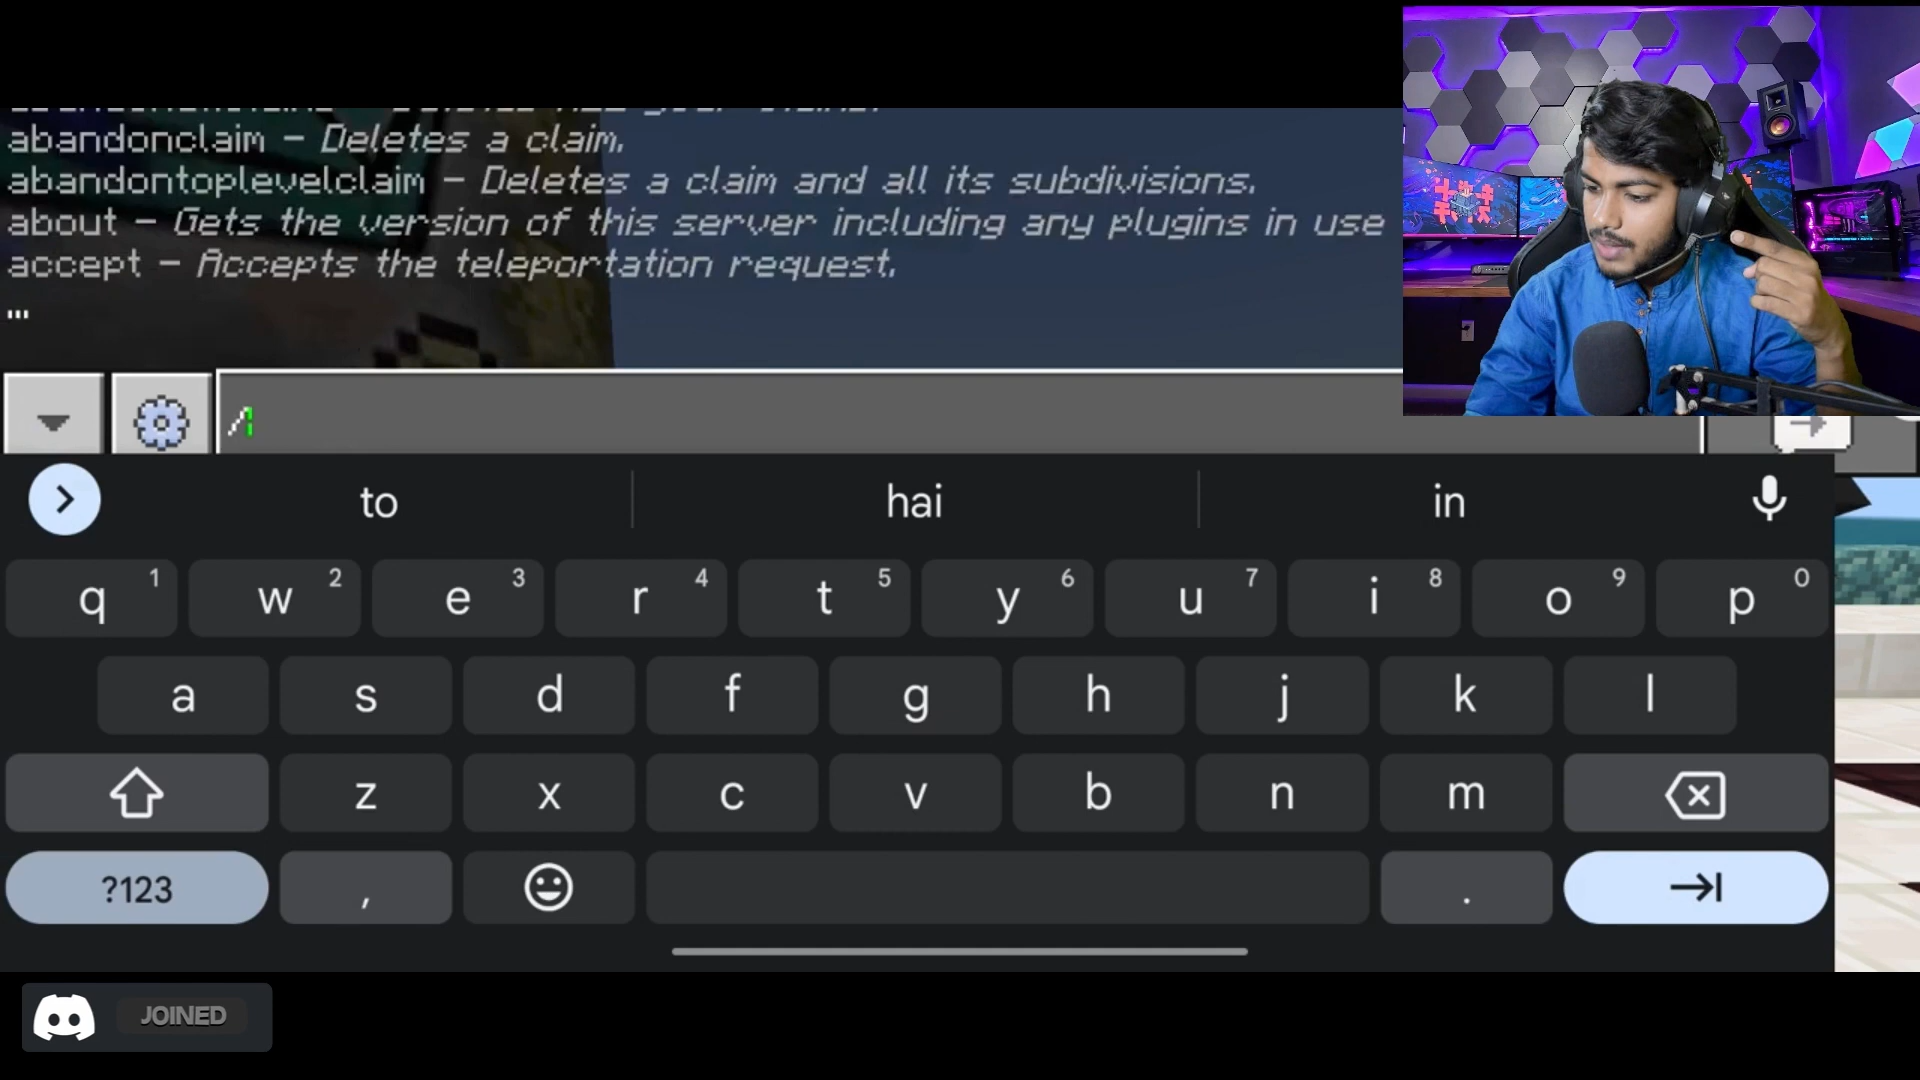 abandonclaim – Deletes a claim.
abandontoplevelclaim – Deletes a claim and all its subdivisions.
about – Gets the version of this server including any plugins in use
accept – Accepts the teleportation request.
...
/
to hai in
q 1 w 2 e 3 r 4 t 5 y 6 u 7 i 8 o 9 p 0
a s d f g h j k l
z x c v b n m
?123 , .
JOINED